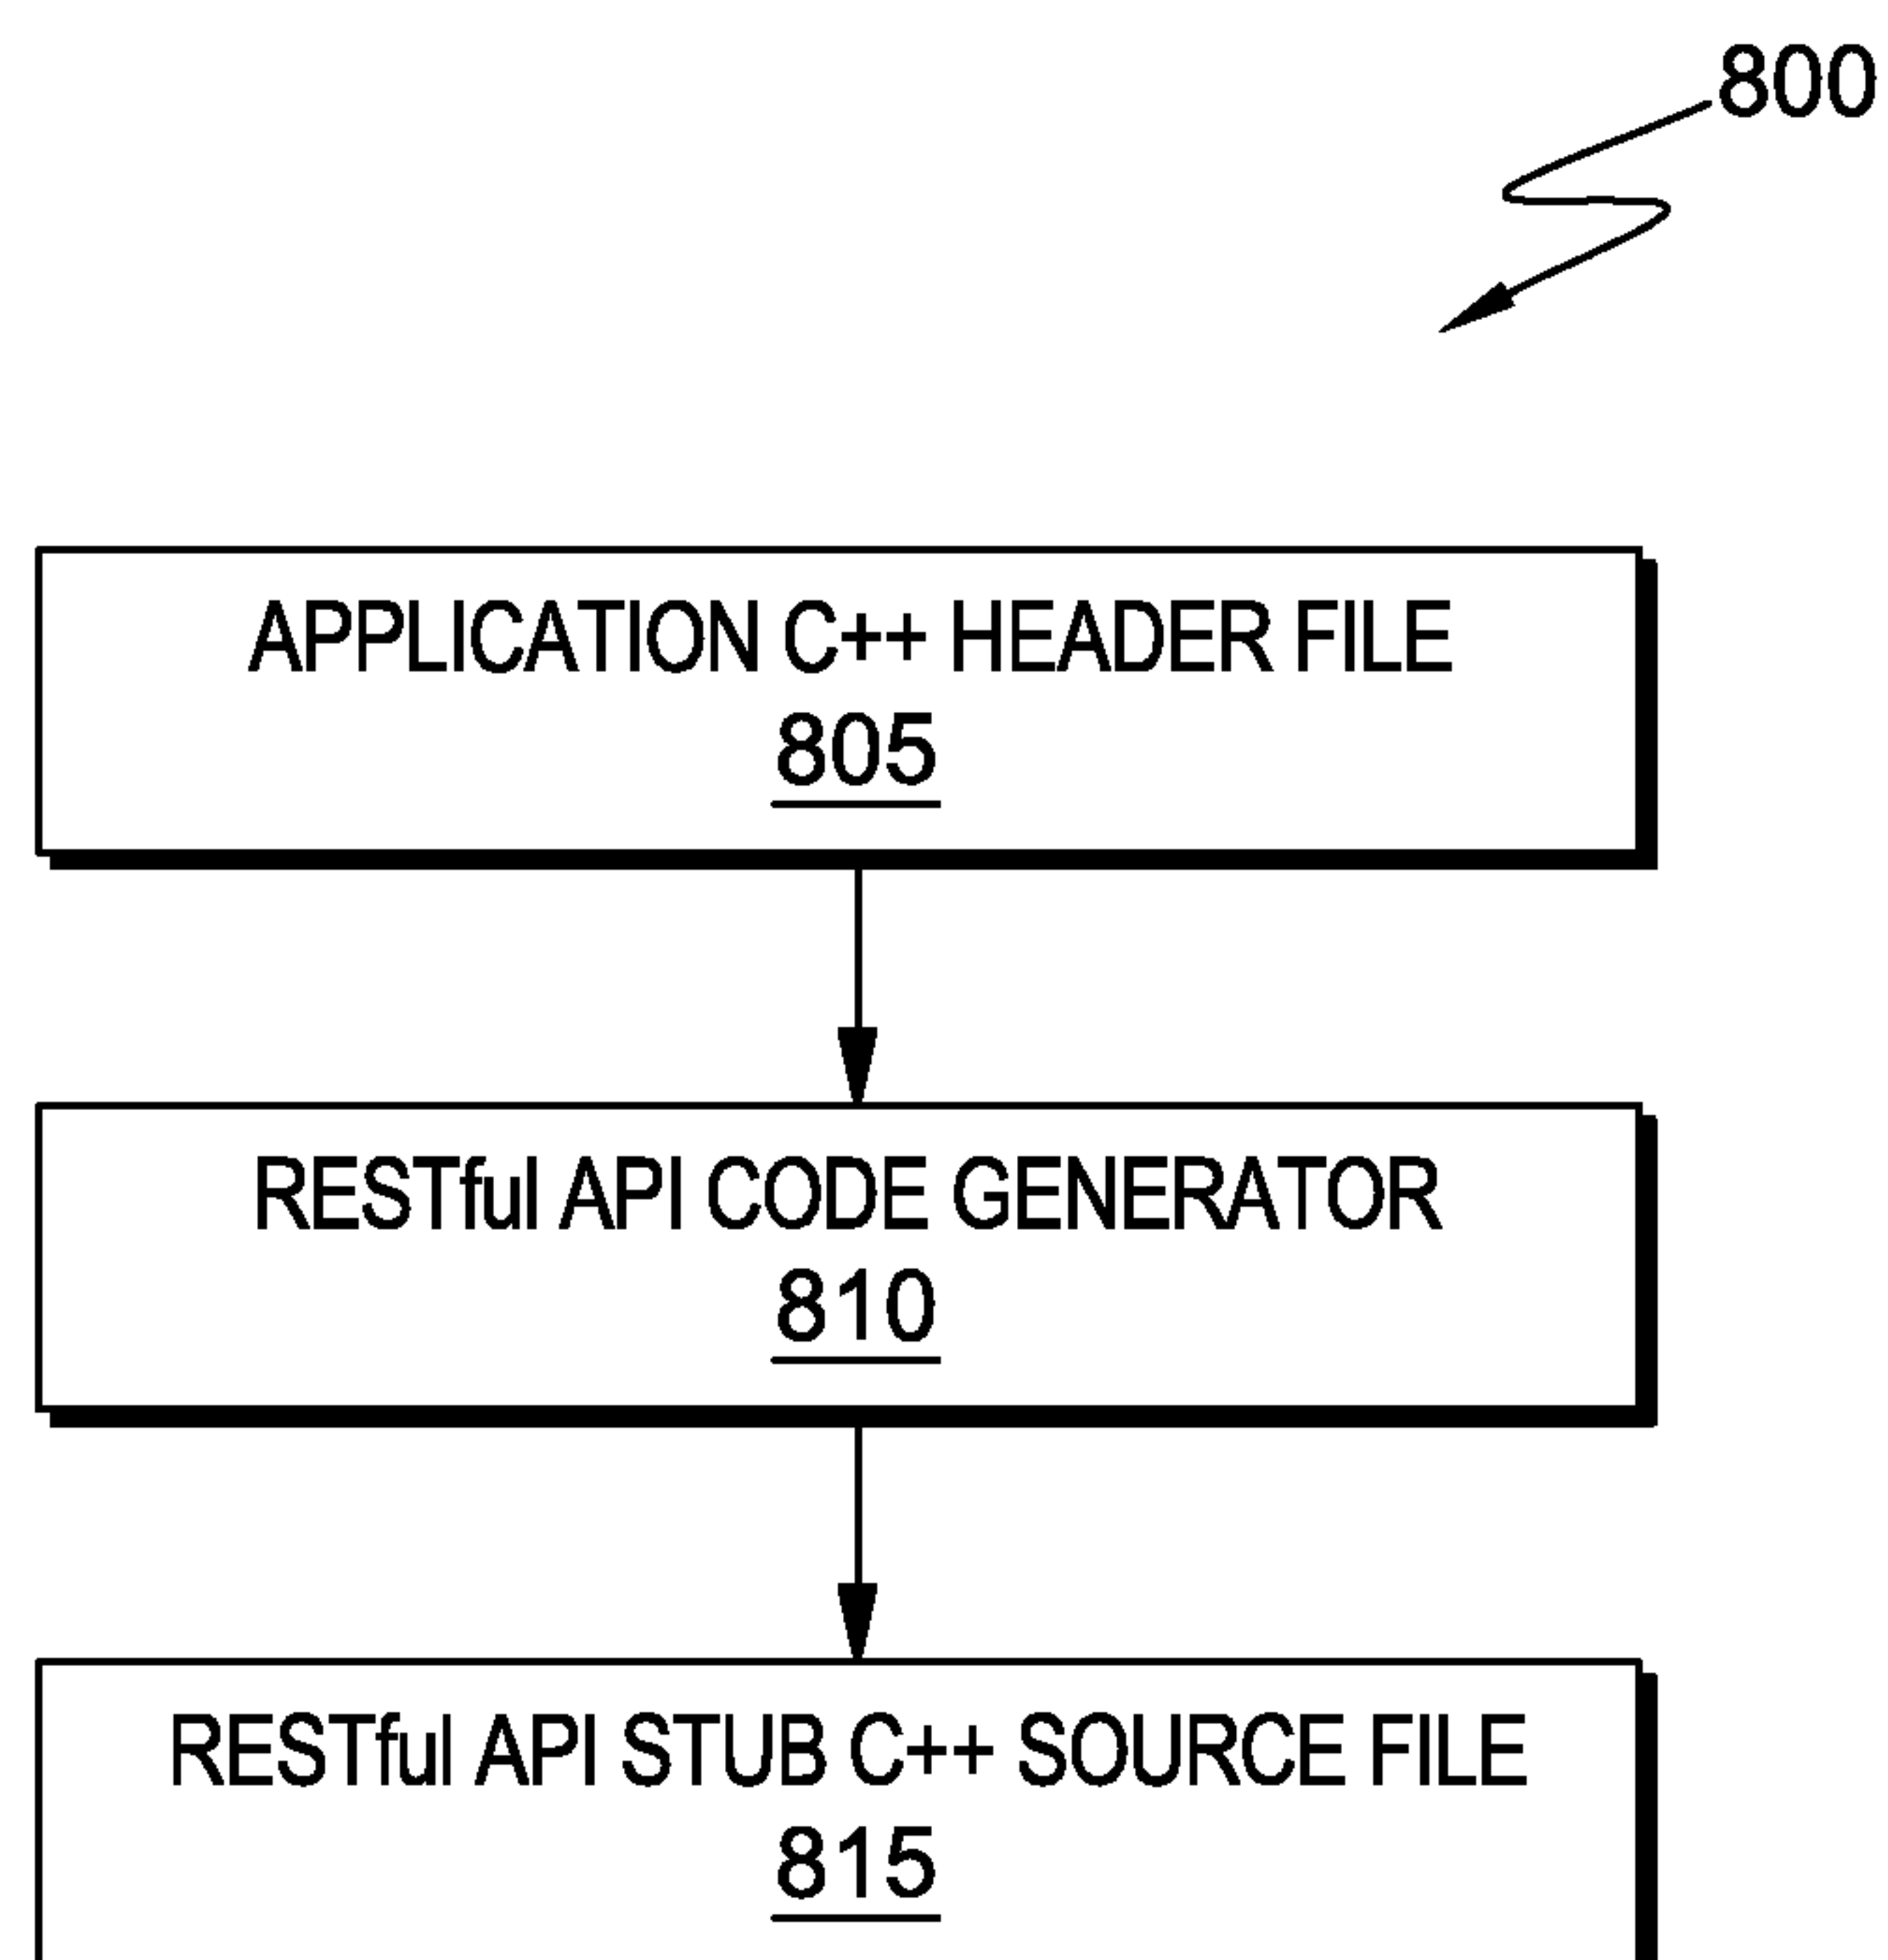 800
APPLICATION C++ HEADER FILE
805
RESTful API CODE GENERATOR
810
RESTful API STUB C++ SOURCE FILE
815